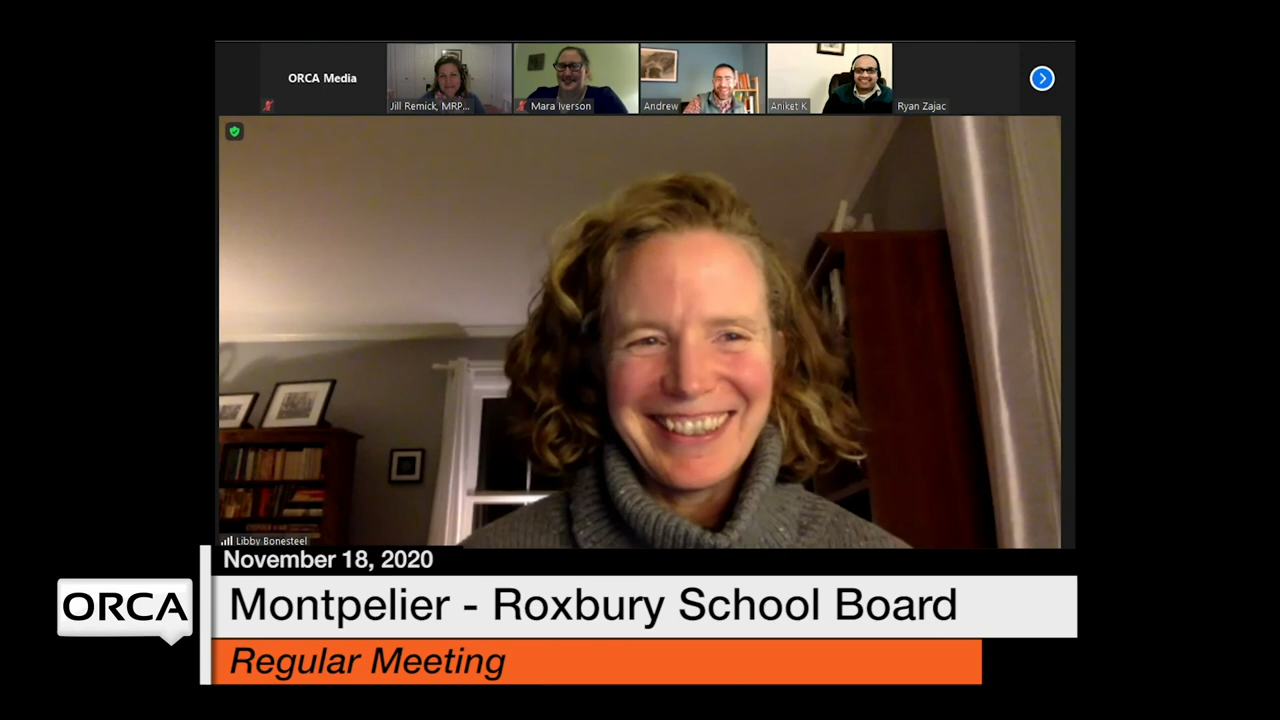 ORCA Media
Jill Remick, MRP...
Mara Iverson
Andrew
Aniket K
Ryan Zajac
Libby Bonesteel
November 18, 2020
ORCA
Montpelier - Roxbury School Board
Regular Meeting